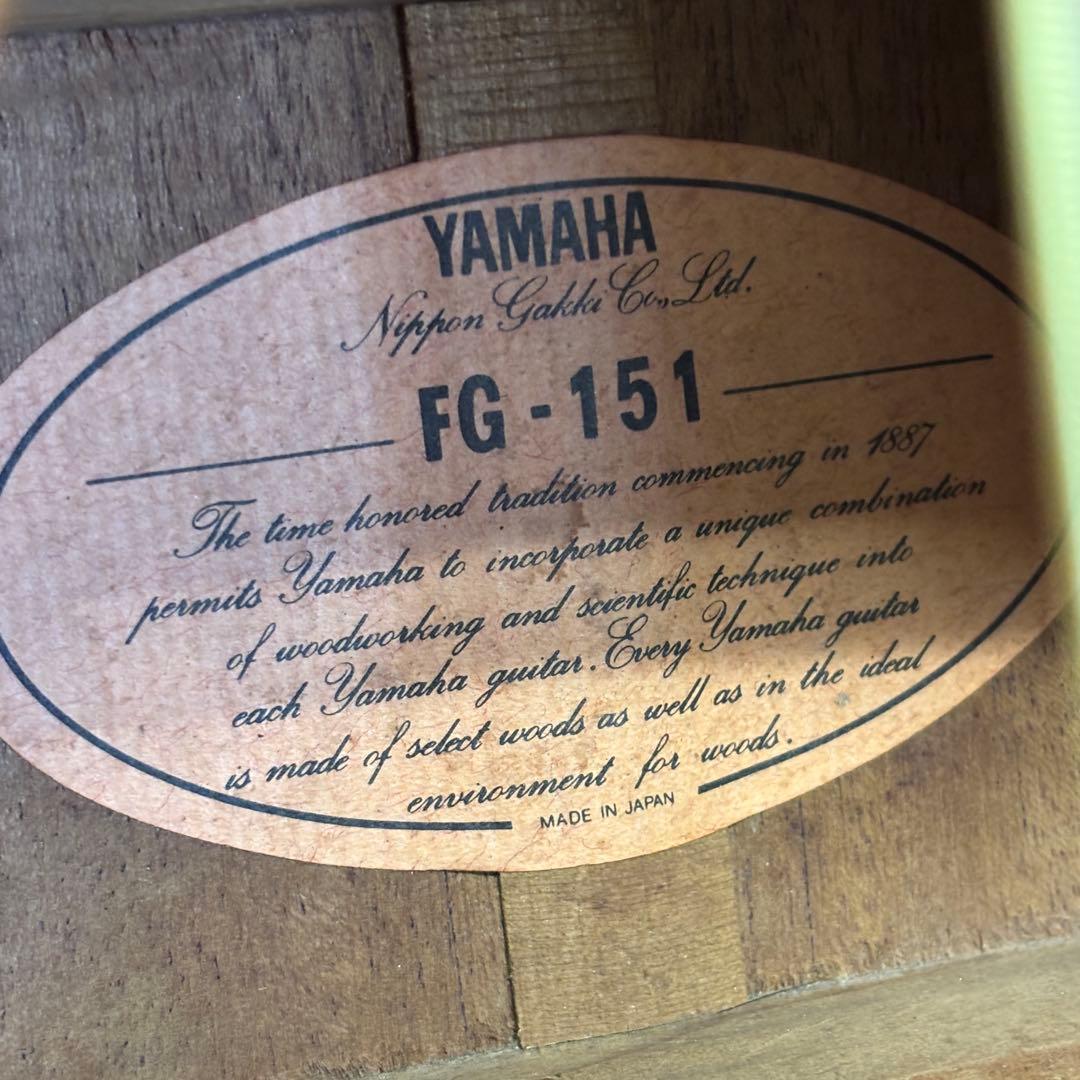 YAMAHA
Nippon Gakki Co., Ltd.
FG-151
The time honored tradition commencing in 1887
permits Yamaha to incorporate a unique combination
of woodworking and scientific technique into
each Yamaha guitar. Every Yamaha guitar
is made of select woods as well as in the ideal
environment for woods.
MADE IN JAPAN